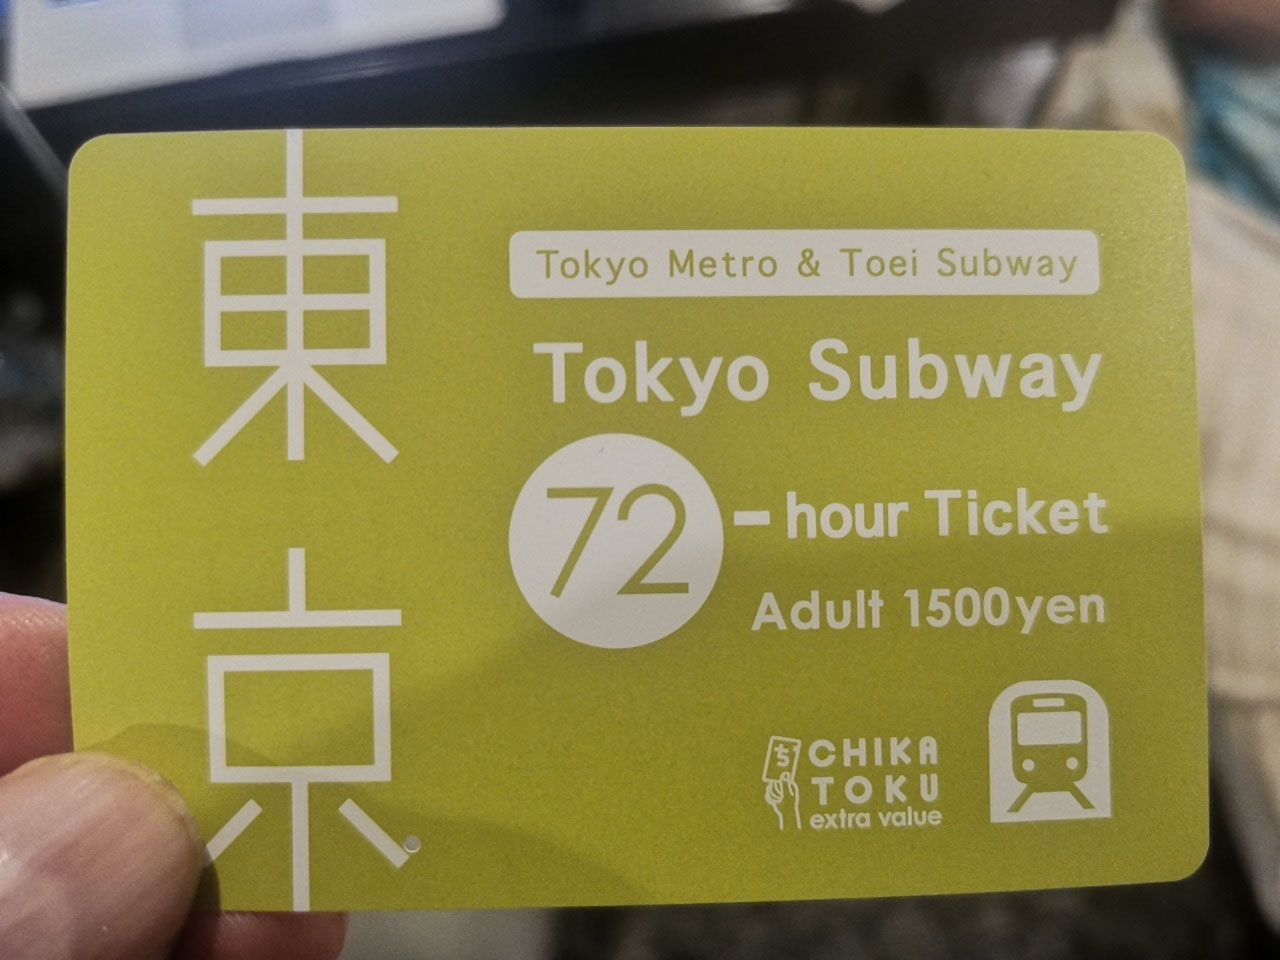 東京
Tokyo Metro & Toei Subway
Tokyo Subway
72-hour Ticket
Adult 1500yen
ち
CHIKA
TOKU
extra value